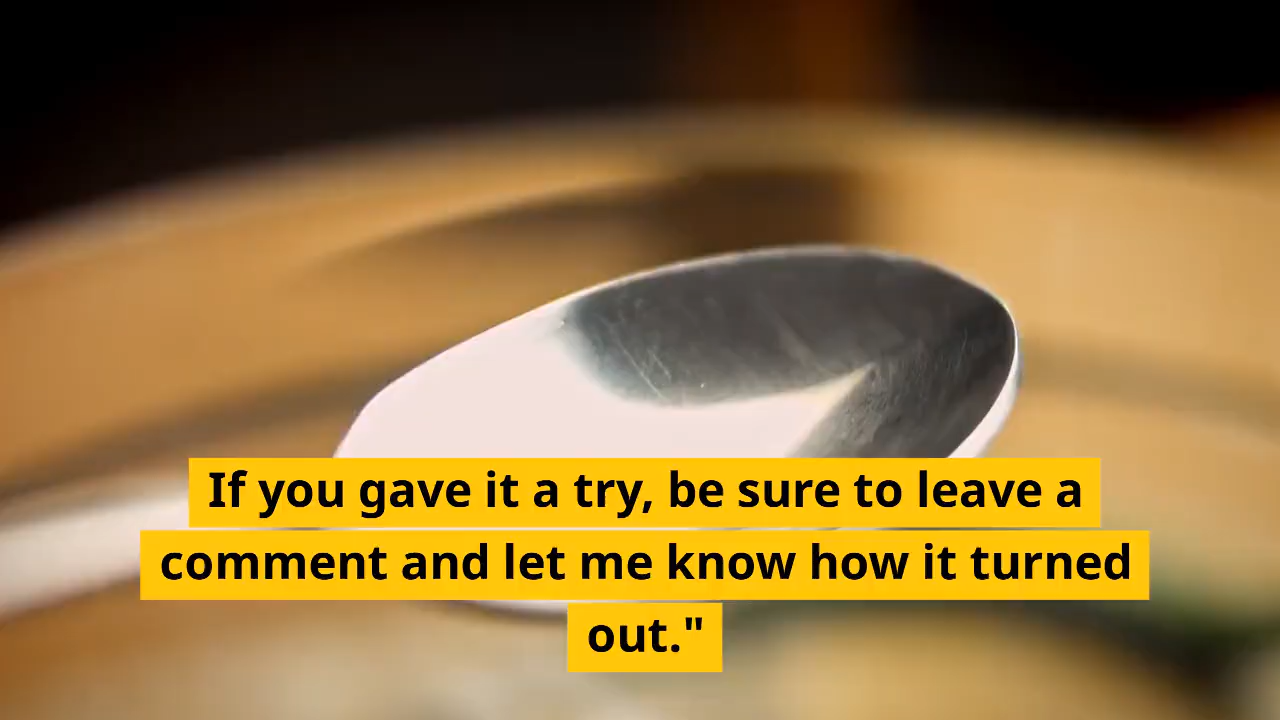 If you gave it a try, be sure to leave a
comment and let me know how it turned
out."